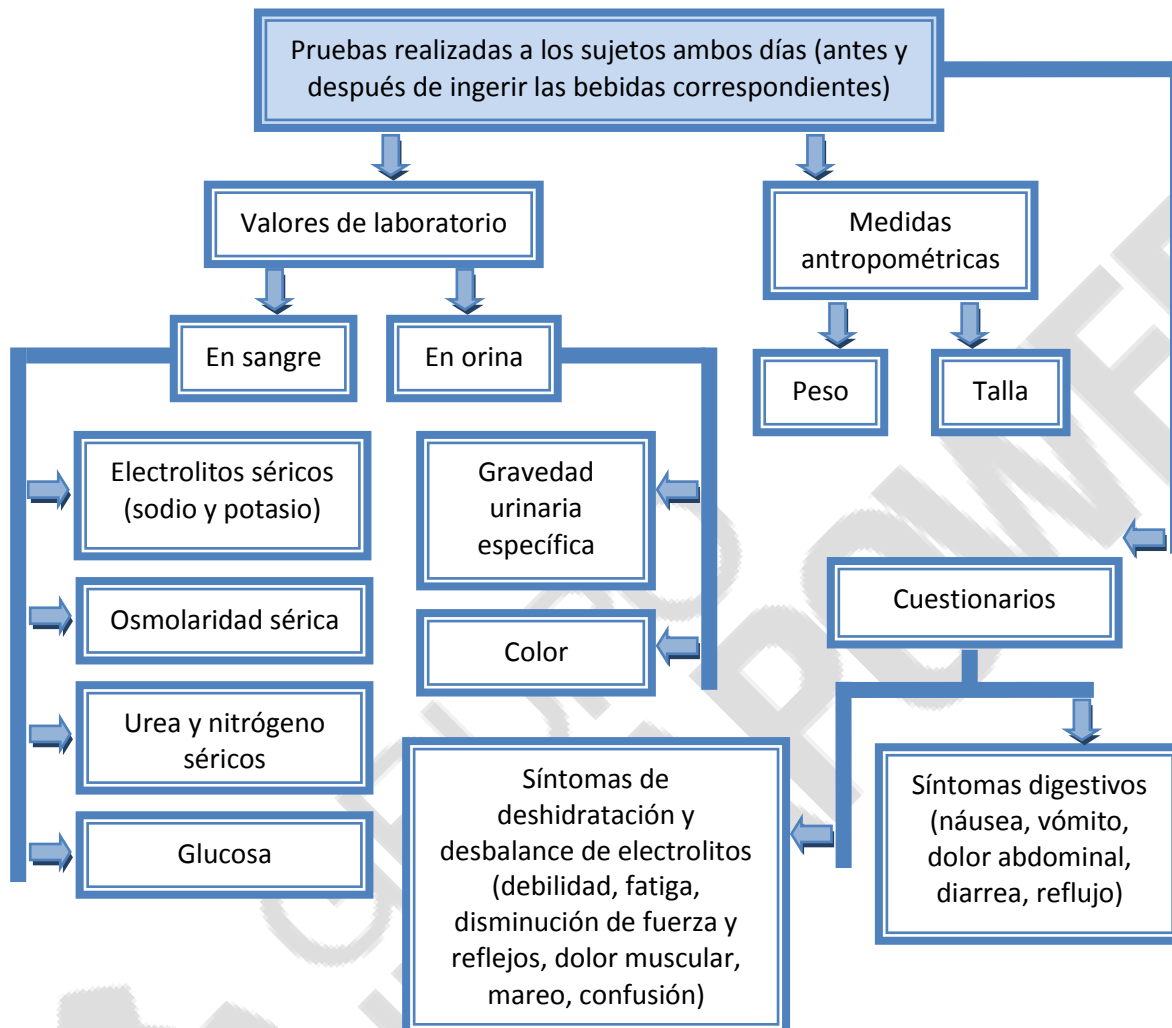 Pruebas realizadas a los sujetos ambos días (antes y
después de ingerir las bebidas correspondientes)
Valores de laboratorio
Medidas
antropométricas
En sangre
En orina
Peso
Talla
Electrolitos séricos
(sodio y potasio)
Osmolaridad sérica
Urea y nitrógeno
séricos
Glucosa
Gravedad
urinaria
específica
Color
Cuestionarios
Síntomas de
deshidratación y
desbalance de electrolitos
(debilidad, fatiga,
disminución de fuerza y
reflejos, dolor muscular,
mareo, confusión)
Síntomas digestivos
(náusea, vómito,
dolor abdominal,
diarrea, reflujo)